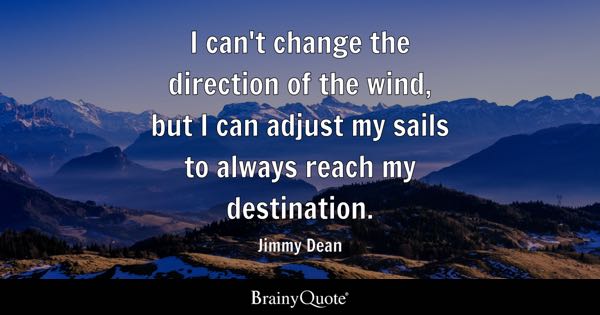 I can't change the
direction of the wind,
but I can adjust my sails
to always reach my
destination.
Jimmy Dean
BrainyQuote®